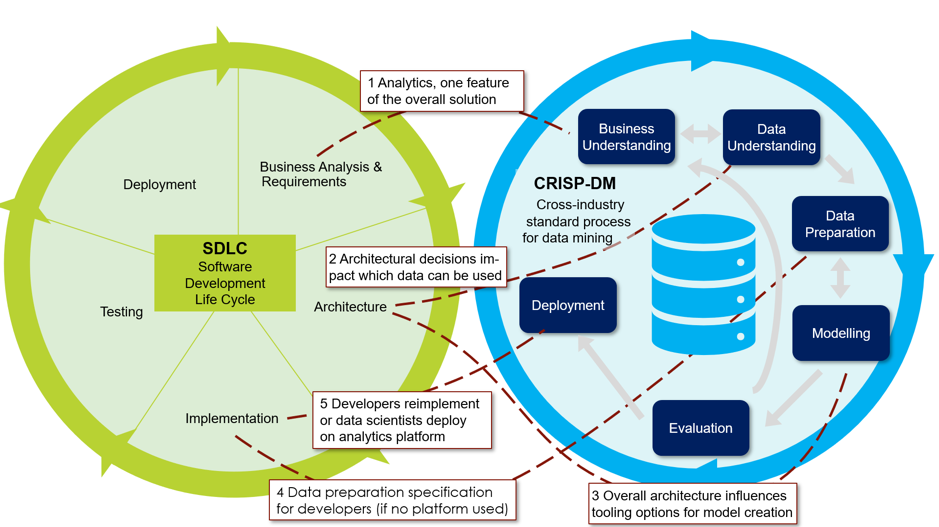 1 Analytics, one feature
of the overall solution
Business
Understanding
Data
Understanding
Business Analysis &
Requirements
Deployment
CRISP-DM
Cross-industry
standard process
for data mining
Data
Preparation
SDLC
Software
Development
Life Cycle
2 Architectural decisions im-
pact which data can be used
Architecture
Testing
Deployment
Modelling
Implementation
5 Developers reimplement
or data scientists deploy
on analytics platform
Evaluation
4 Data preparation specification
for developers (if no platform used)
3 Overall architecture influences
tooling options for model creation